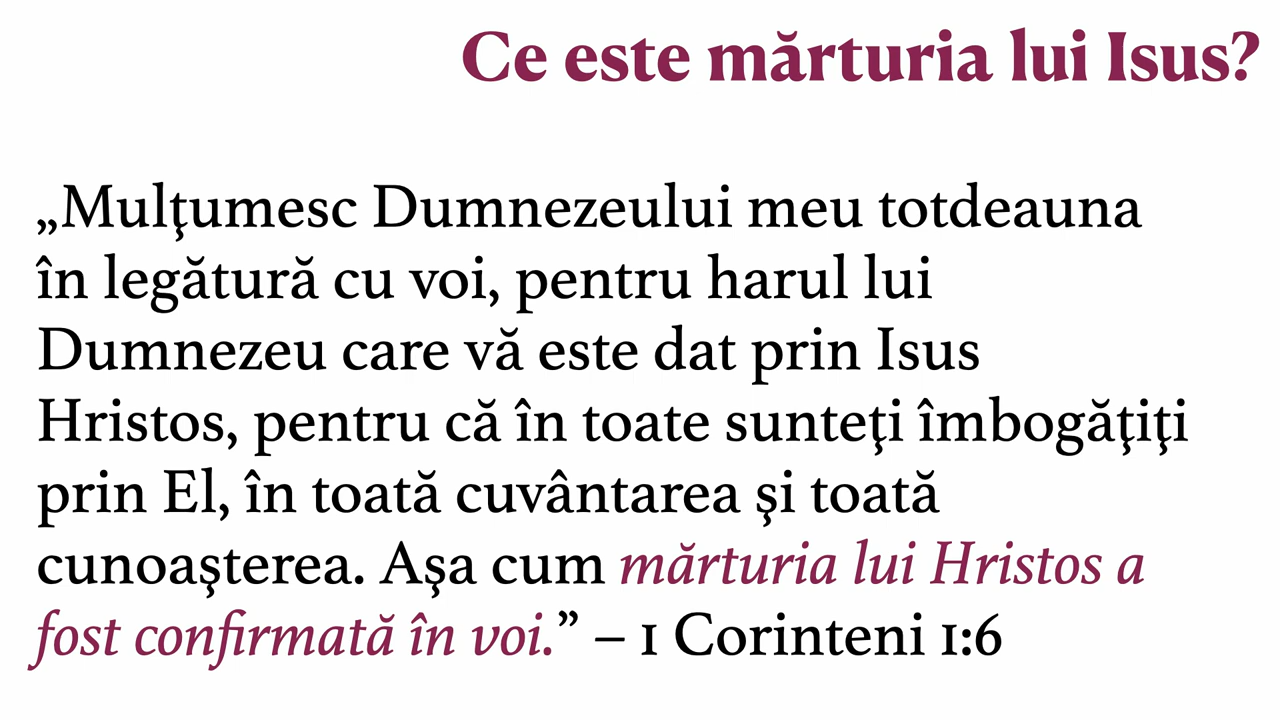 Ce este mărturia lui Isus?
„Mulţumesc Dumnezeului meu totdeauna
în legătură cu voi, pentru harul lui
Dumnezeu care vă este dat prin Isus
Hristos, pentru că în toate sunteţi îmbogăţiţi
prin El, în toată cuvântarea şi toată
cunoaşterea. Aşa cum mărturia lui Hristos a
fost confirmată în voi.” – 1 Corinteni 1:6